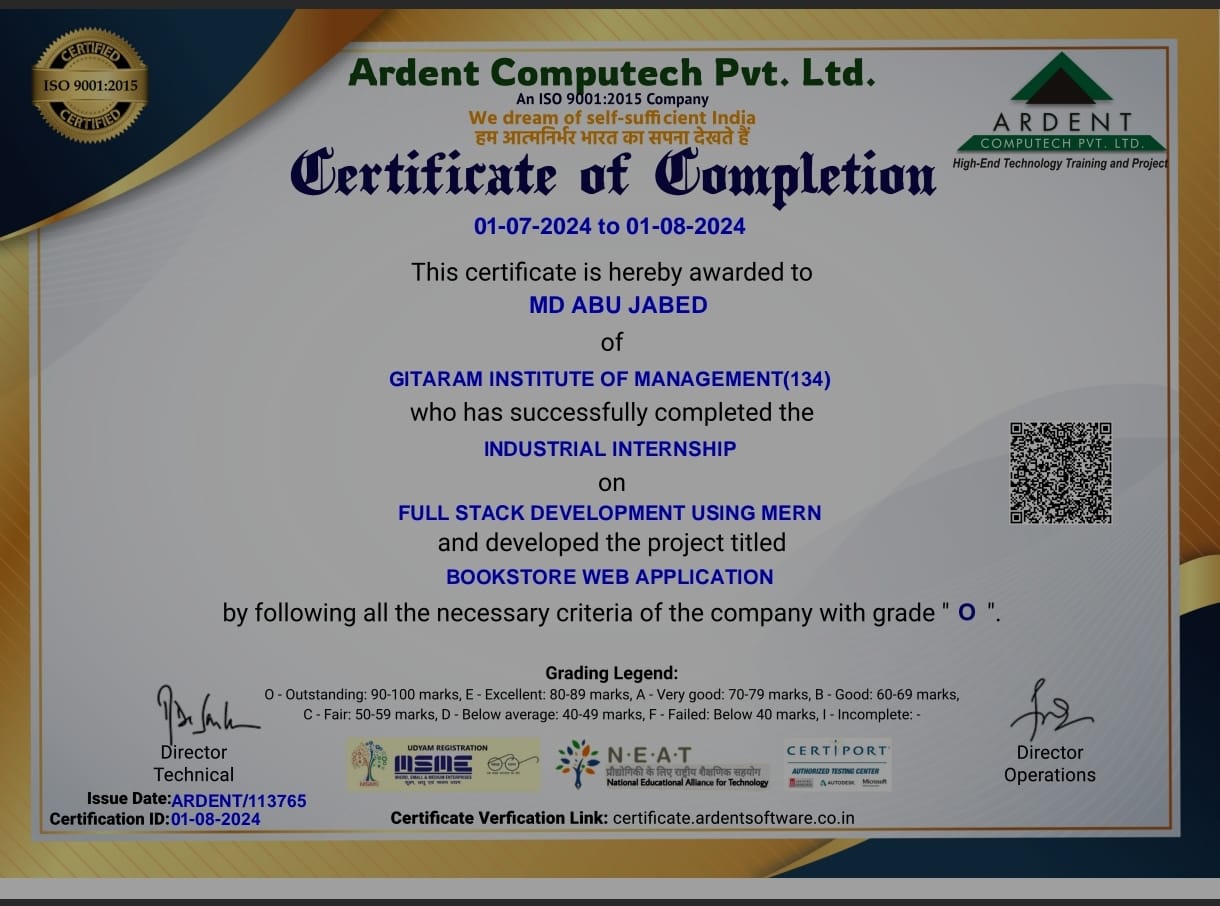 CERTIFIED
ISO 9001:2015
CERTIFIED
Ardent Computech Pvt. Ltd.
An ISO 9001:2015 Company
We dream of self-sufficient India
हम आत्मनिर्भर भारत का सपना देखते हैं
ARDENT
COMPUTECH PVT. LTD.
High-End Technology Training and Project
Certificate of Completion
01-07-2024 to 01-08-2024
This certificate is hereby awarded to
MD ABU JABED
of
GITARAM INSTITUTE OF MANAGEMENT(134)
who has successfully completed the
INDUSTRIAL INTERNSHIP
on
FULL STACK DEVELOPMENT USING MERN
and developed the project titled
BOOKSTORE WEB APPLICATION
by following all the necessary criteria of the company with grade " O ".
Grading Legend:
O - Outstanding: 90-100 marks, E - Excellent: 80-89 marks, A - Very good: 70-79 marks, B - Good: 60-69 marks,
C - Fair: 50-59 marks, D - Below average: 40-49 marks, F - Failed: Below 40 marks, I - Incomplete: -
Director
Technical
UDYAM REGISTRATION
MSME
MICRO, SMALL & MEDIUM ENTERPRISES
N·E·A·T
प्रौद्योगिकी के लिए राष्ट्रीय शैक्षणिक सहयोग
National Educational Alliance for Technology
CERTIPORT
AUTHORIZED TESTING CENTER
AUTODESK
Microsoft
Director
Operations
Issue Date:ARDENT/113765
Certification ID:01-08-2024
Certificate Verfication Link: certificate.ardentsoftware.co.in